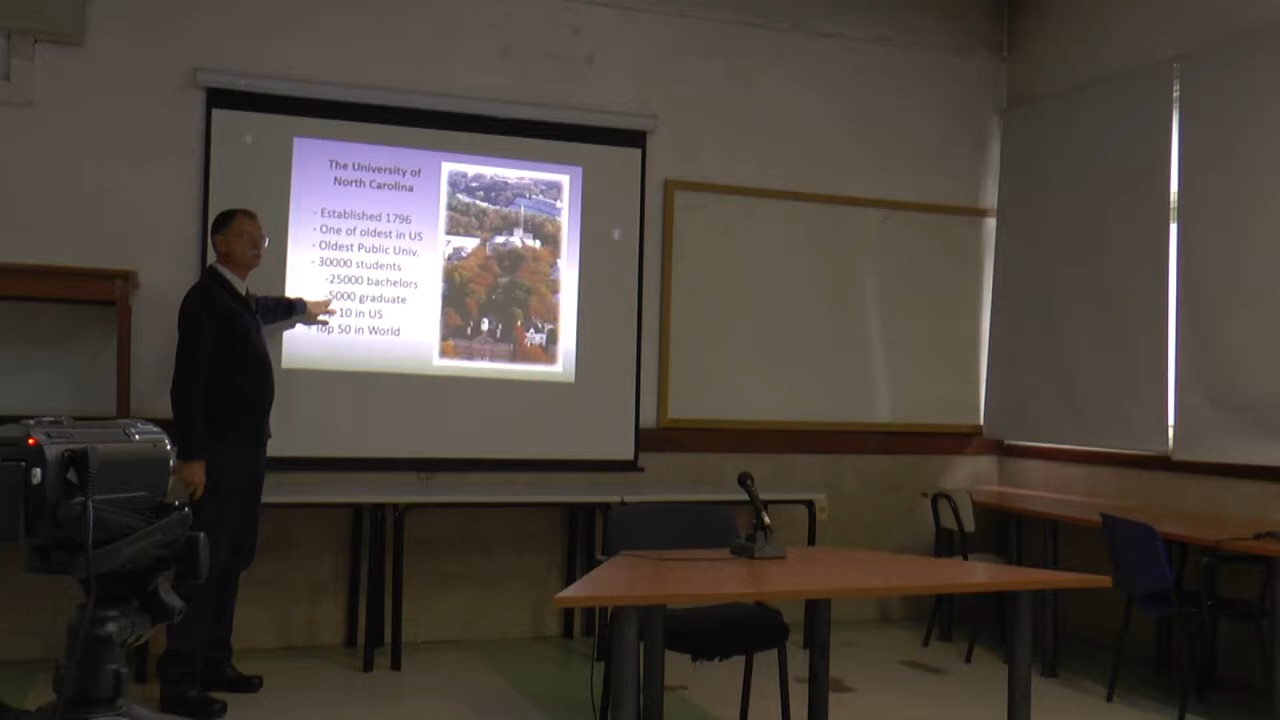 The University of
North Carolina
- Established 1796
- One of oldest in US
- Oldest Public Univ.
- 30000 students
-25000 bachelors
-5000 graduate
10 in US
Top 50 in World